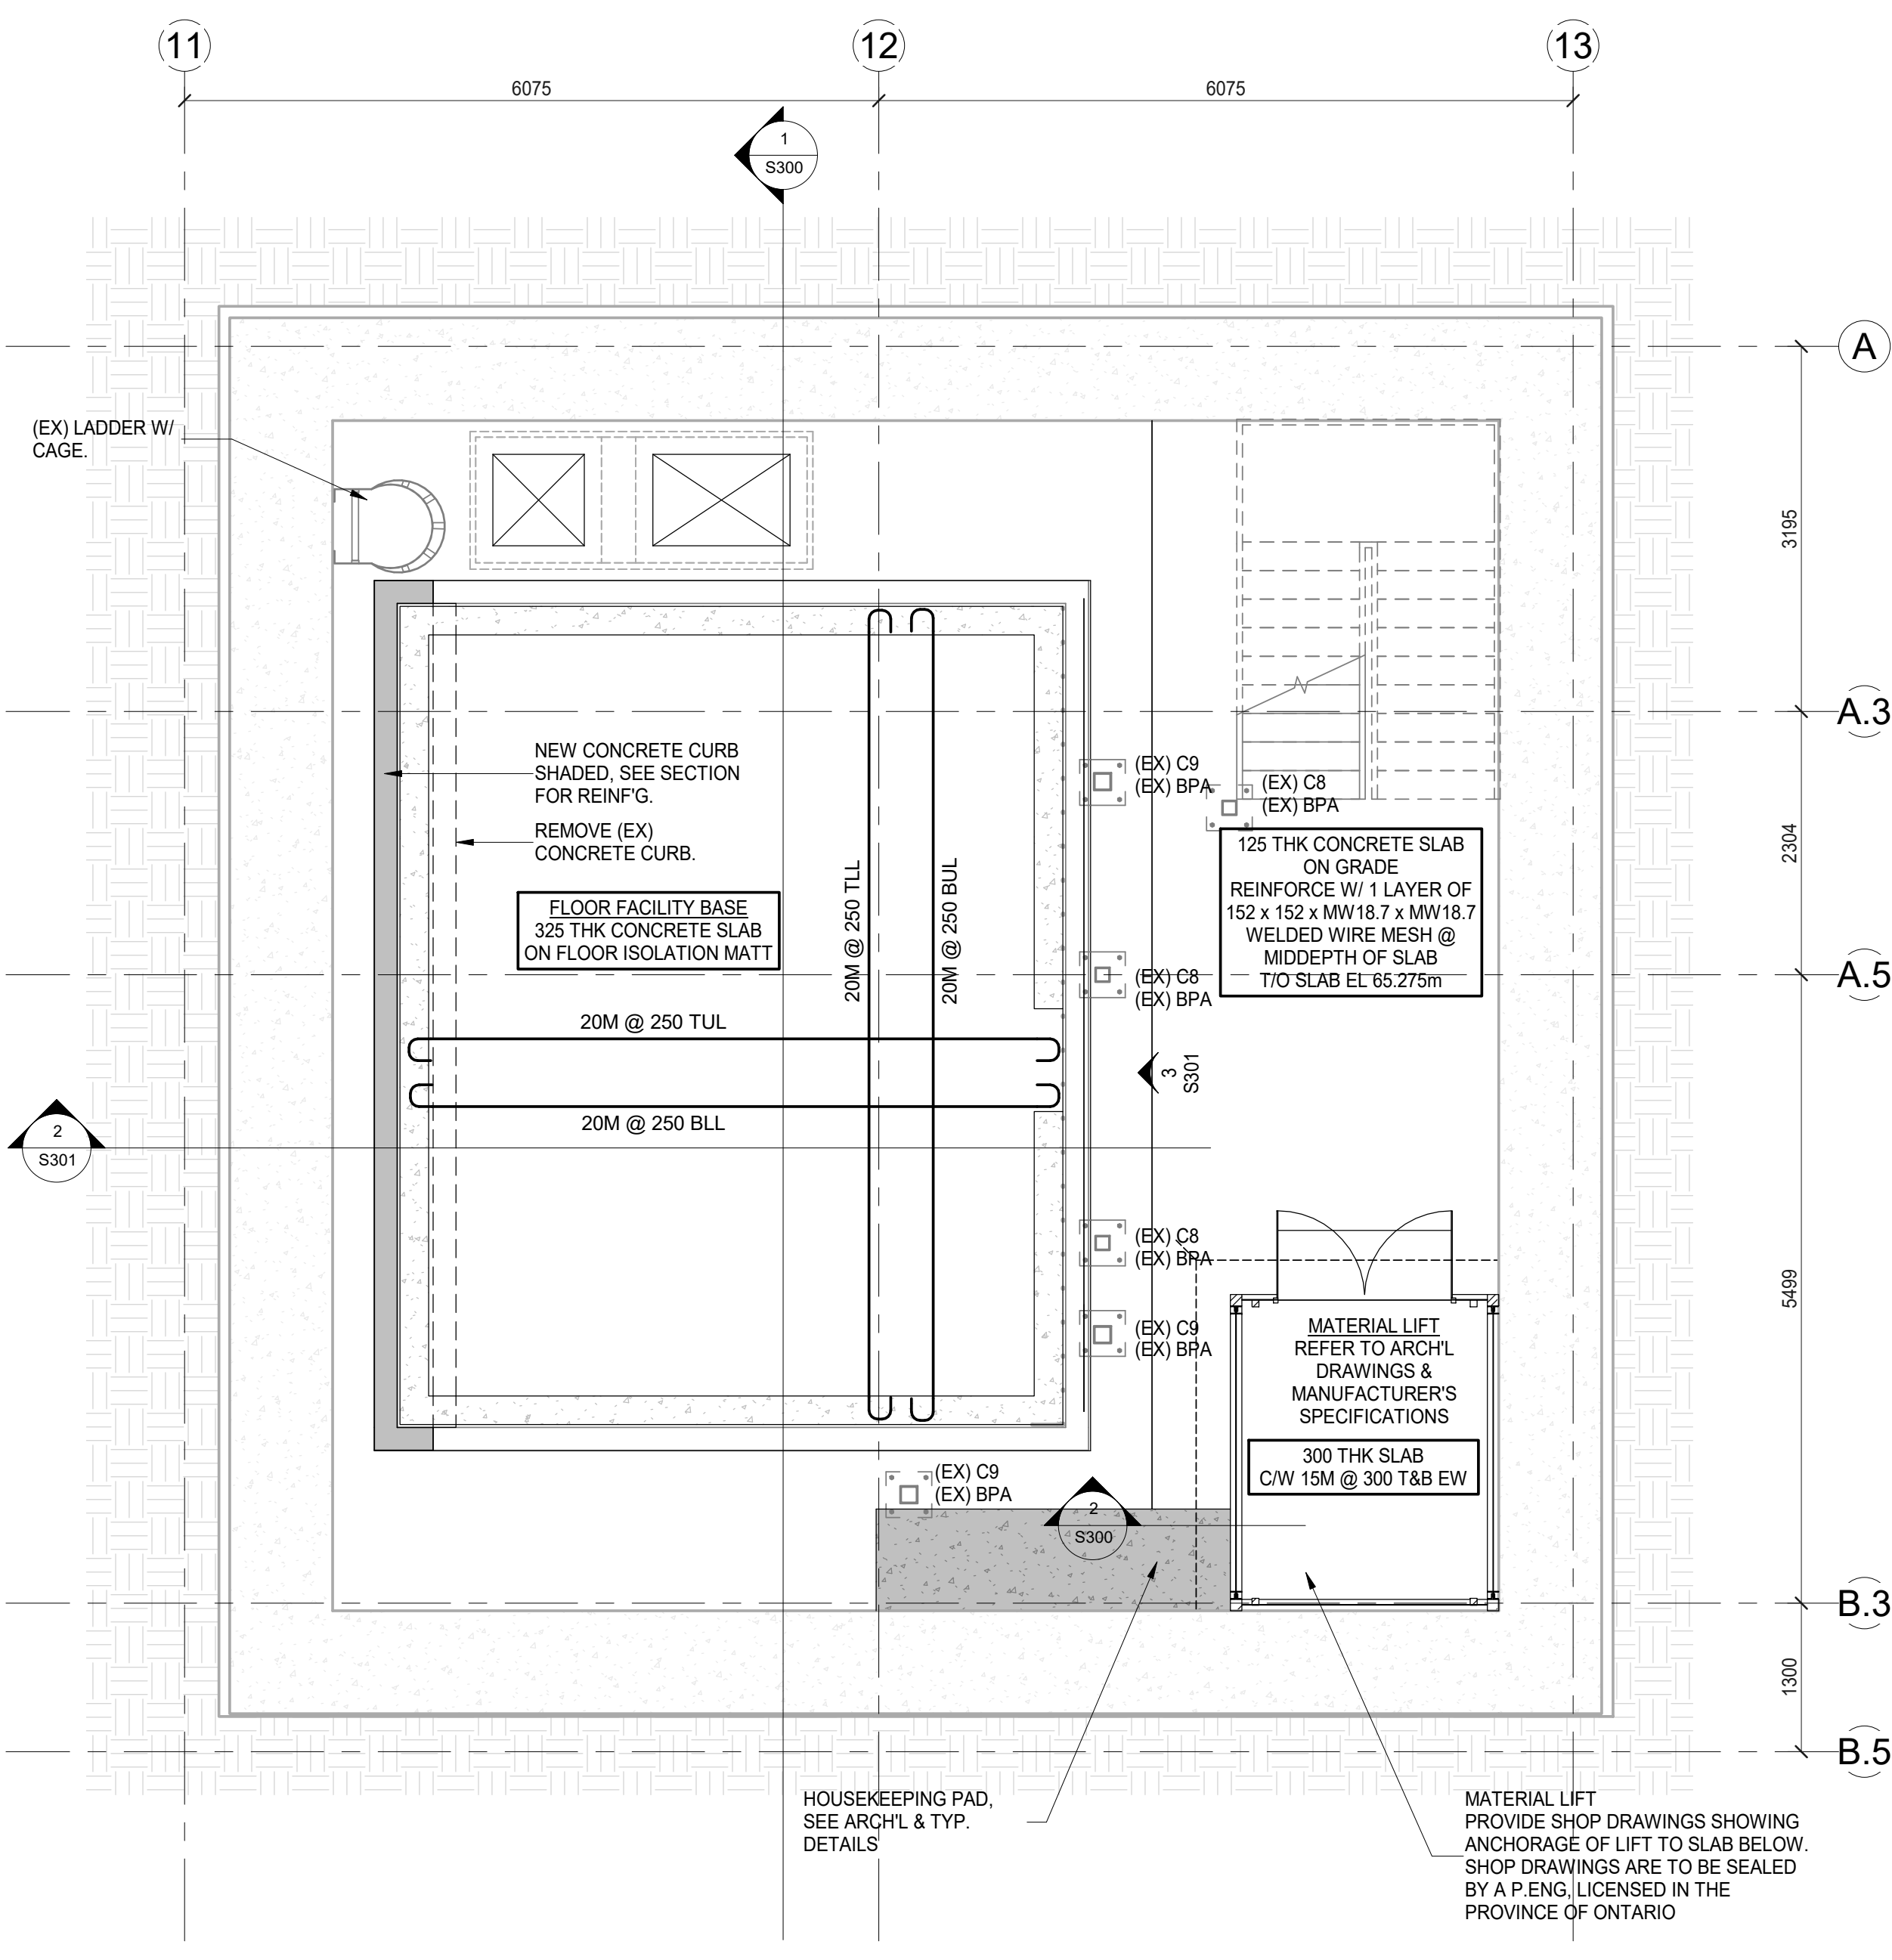 11
12
13
6075
6075
1
S300
A
(EX) LADDER W/
CAGE.
3195
A.3
NEW CONCRETE CURB
SHADED, SEE SECTION
FOR REINF'G.
REMOVE (EX)
CONCRETE CURB.
(EX) C9
(EX) BPA
(EX) C8
(EX) BPA
2304
FLOOR FACILITY BASE
325 THK CONCRETE SLAB
ON FLOOR ISOLATION MATT
20M @ 250 TLL
20M @ 250 BUL
125 THK CONCRETE SLAB
ON GRADE
REINFORCE W/ 1 LAYER OF
152 x 152 x MW18.7 x MW18.7
WELDED WIRE MESH @
MIDDEPTH OF SLAB
T/O SLAB EL 65.275m
(EX) C8
(EX) BPA
A.5
20M @ 250 TUL
20M @ 250 BLL
3
S301
2
S301
(EX) C8
(EX) BPA
5499
(EX) C9
(EX) BPA
MATERIAL LIFT
REFER TO ARCH'L
DRAWINGS &
MANUFACTURER'S
SPECIFICATIONS
300 THK SLAB
C/W 15M @ 300 T&B EW
(EX) C9
(EX) BPA
2
S300
B.3
1300
B.5
HOUSEKEEPING PAD,
SEE ARCH'L & TYP.
DETAILS
MATERIAL LIFT
PROVIDE SHOP DRAWINGS SHOWING
ANCHORAGE OF LIFT TO SLAB BELOW.
SHOP DRAWINGS ARE TO BE SEALED
BY A P.ENG, LICENSED IN THE
PROVINCE OF ONTARIO